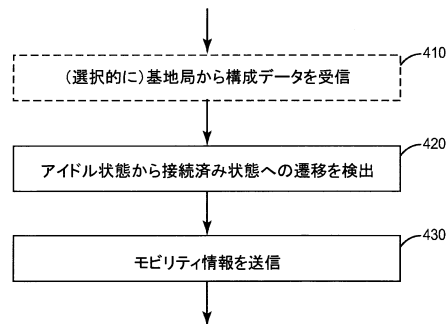 410
(選択的に)基地局から構成データを受信
420
アイドル状態から接続済み状態への遷移を検出
430
モビリティ情報を送信